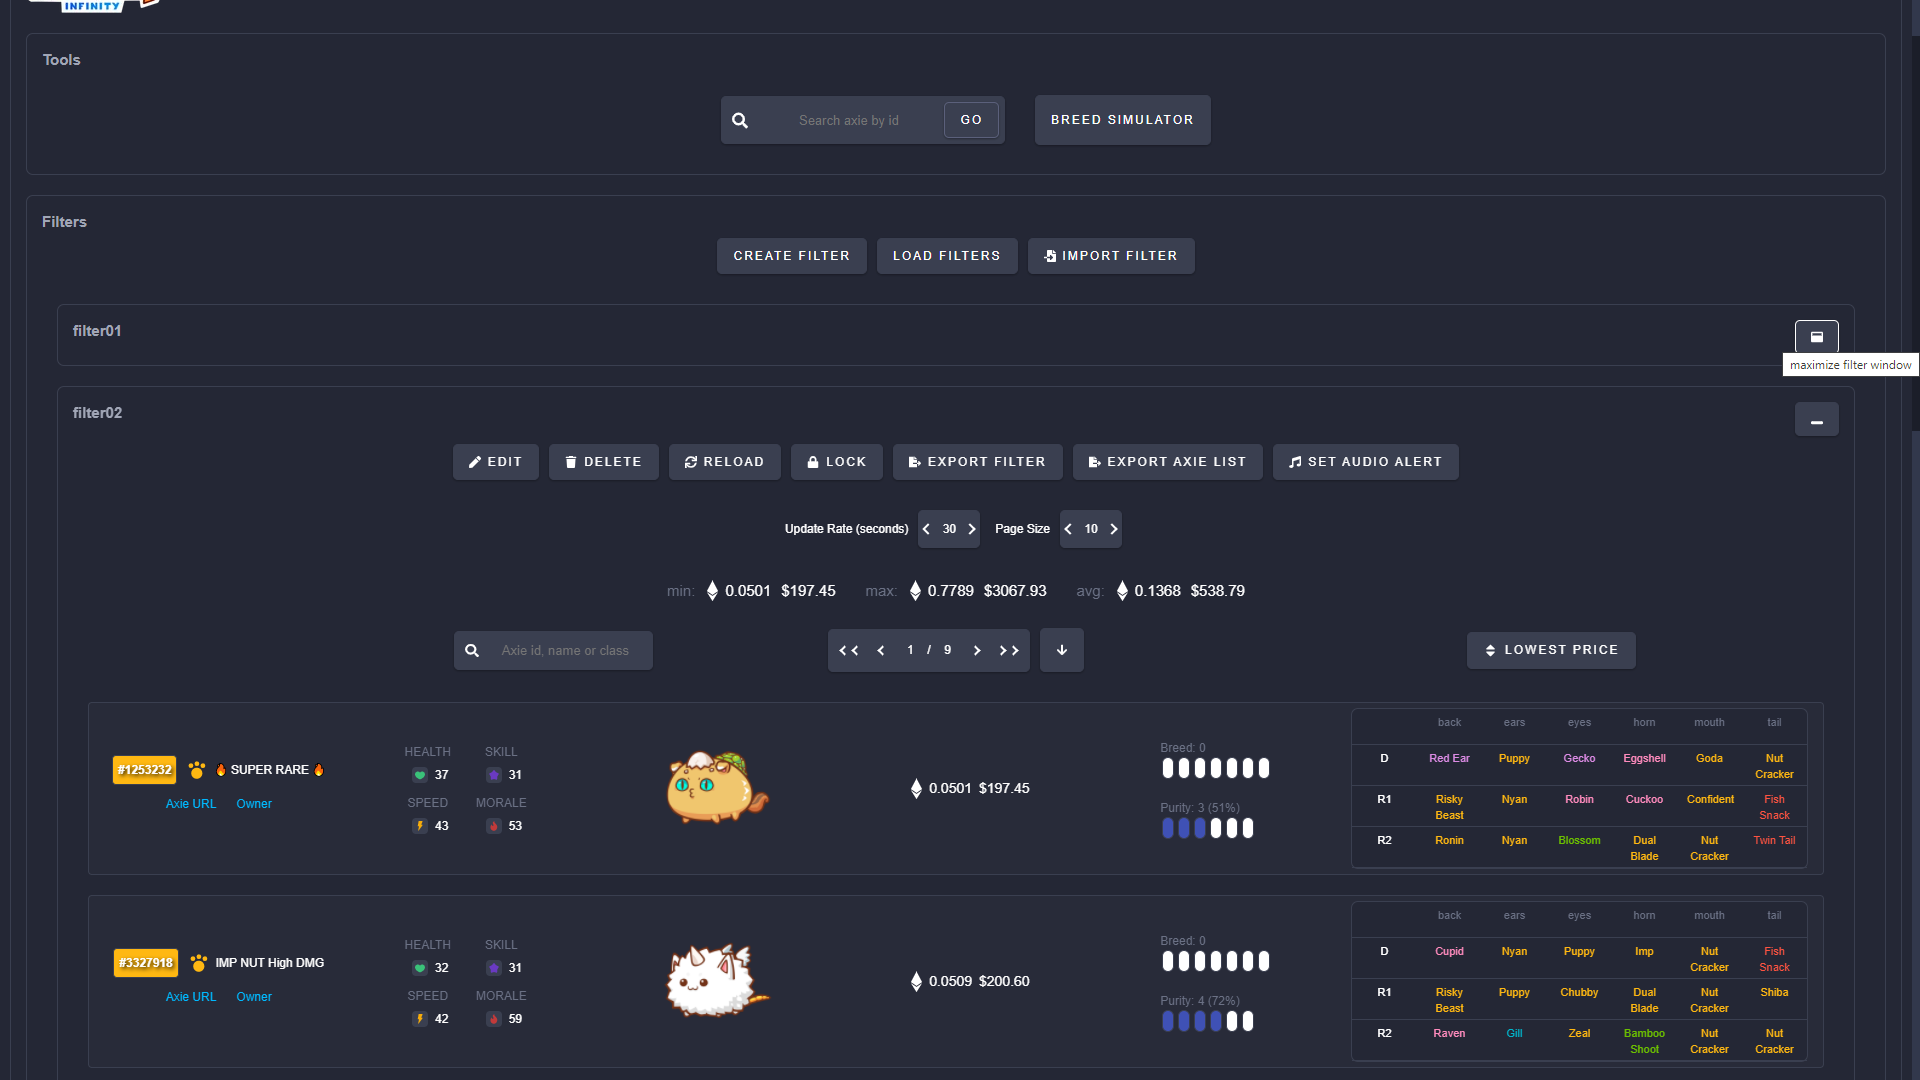 INFINITY
Tools
Search axie by id GO BREED SIMULATOR
Filters
CREATE FILTER LOAD FILTERS IMPORT FILTER
filter01
maximize filter window
filter02
EDIT DELETE RELOAD LOCK EXPORT FILTER EXPORT AXIE LIST SET AUDIO ALERT
Update Rate (seconds) < 30 > Page Size < 10 >
min: 0.0501 $197.45 max: 0.7789 $3067.93 avg: 0.1368 $538.79
Axie id, name or class << < 1 / 9 > >> LOWEST PRICE
#1253232 SUPER RARE
Axie URL Owner
HEALTH SKILL
37 31
SPEED MORALE
43 53
0.0501 $197.45
Breed: 0
Purity: 3 (51%)
back ears eyes horn mouth tail
D Red Ear Puppy Gecko Eggshell Goda Nut Cracker
R1 Risky Beast Nyan Robin Cuckoo Confident Fish Snack
R2 Ronin Nyan Blossom Dual Blade Nut Cracker Twin Tail
#3327918 IMP NUT High DMG
Axie URL Owner
HEALTH SKILL
32 31
SPEED MORALE
42 59
0.0509 $200.60
Breed: 0
Purity: 4 (72%)
back ears eyes horn mouth tail
D Cupid Nyan Puppy Imp Nut Cracker Fish Snack
R1 Risky Beast Puppy Chubby Dual Blade Nut Cracker Shiba
R2 Raven Gill Zeal Bamboo Shoot Nut Cracker Nut Cracker